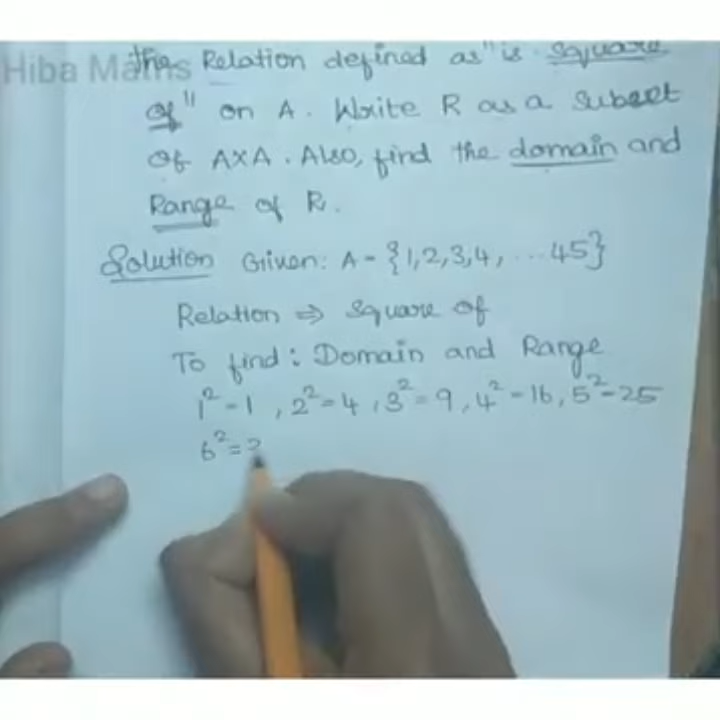 Hiba Maths
the Relation defined as "is Square
of" on A. Write R as a Subset
of A×A. Also, find the domain and
Range of R.
Solution Given: A = {1,2,3,4, ...45}
Relation ⇒ Square of
To find: Domain and Range
1² = 1, 2² = 4, 3² = 9, 4² = 16, 5² = 25
6² = 3